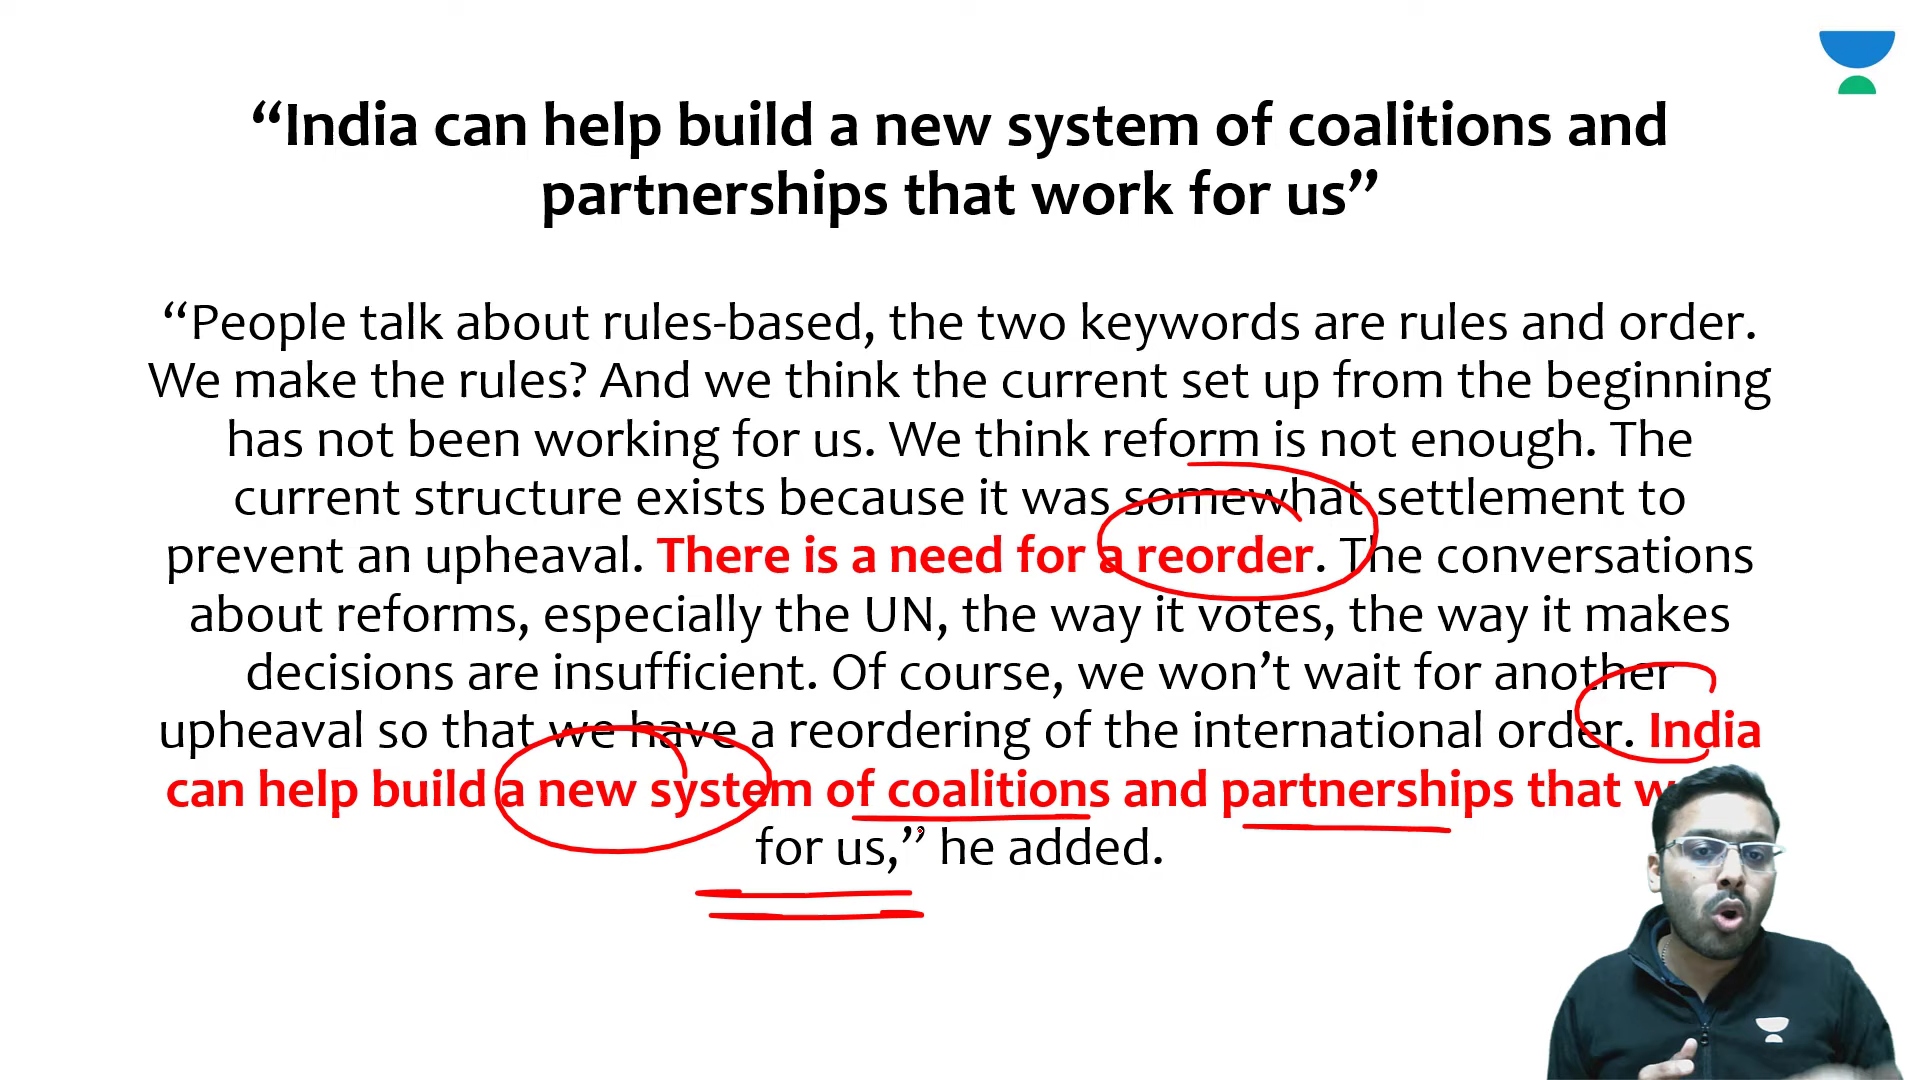 “India can help build a new system of coalitions and
partnerships that work for us”
“People talk about rules-based, the two keywords are rules and order.
We make the rules? And we think the current set up from the beginning
has not been working for us. We think reform is not enough. The
current structure exists because it was somewhat settlement to
prevent an upheaval. There is a need for a reorder. The conversations
about reforms, especially the UN, the way it votes, the way it makes
decisions are insufficient. Of course, we won’t wait for another
upheaval so that we have a reordering of the international order. India
can help build a new system of coalitions and partnerships that
for us,” he added.